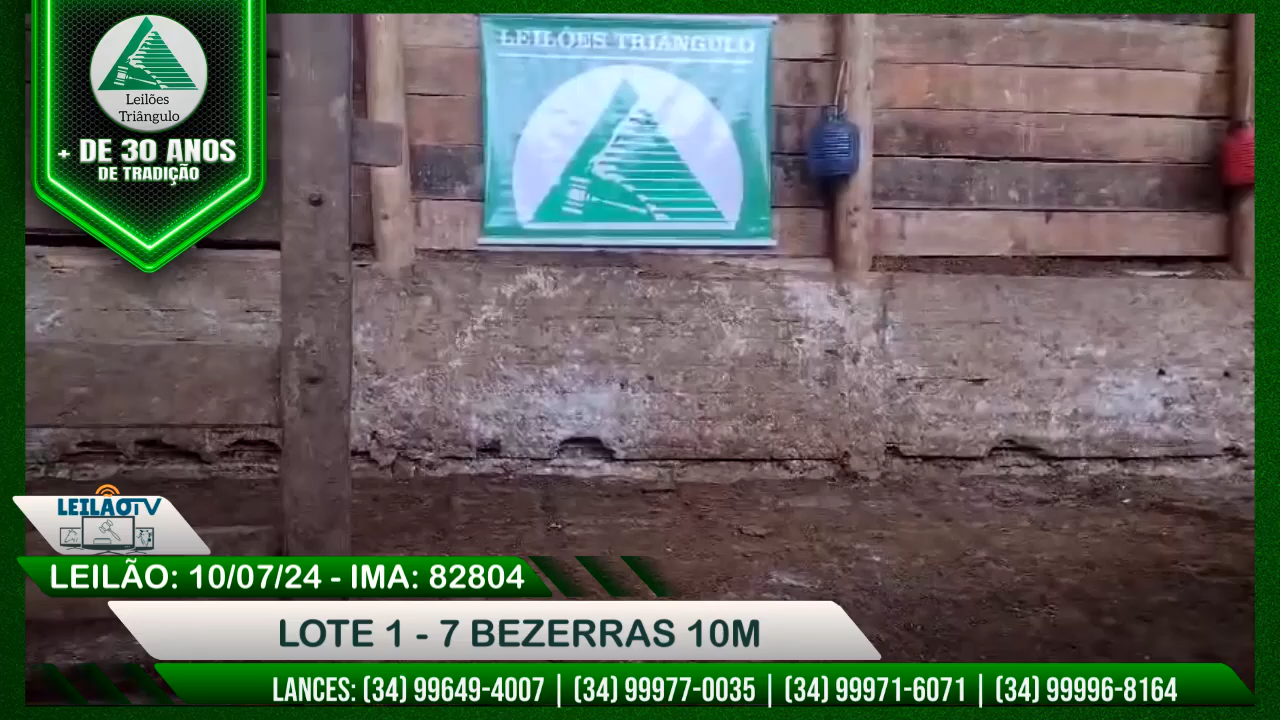 Leilões
Triângulo
+ DE 30 ANOS
DE TRADIÇÃO
LEILÕES TRIÂNGULO
LEILÃOTV
LEILÃO: 10/07/24 - IMA: 82804
LOTE 1 - 7 BEZERRAS 10M
LANCES: (34) 99649-4007 | (34) 99977-0035 | (34) 99971-6071 | (34) 99996-8164